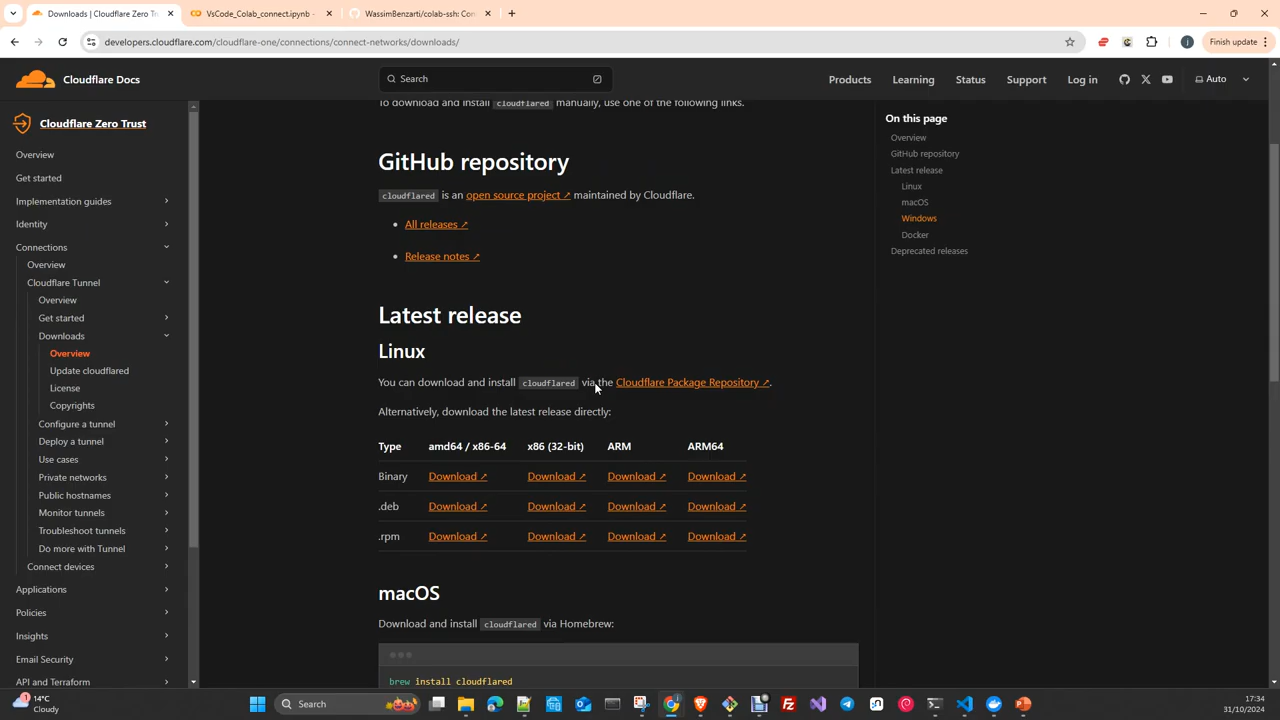 Downloads | Cloudflare Zero Trus
VsCode_Colab_connect.ipynb -
WassimBenzarti/colab-ssh: Con
developers.cloudflare.com/cloudflare-one/connections/connect-networks/downloads/
j
Finish update
Cloudflare Docs
Search
Products
Learning
Status
Support
Log in
Auto
Cloudflare Zero Trust
Overview
Get started
Implementation guides
Identity
Connections
Overview
Cloudflare Tunnel
Overview
Get started
Downloads
Overview
Update cloudflared
License
Copyrights
Configure a tunnel
Deploy a tunnel
Use cases
Private networks
Public hostnames
Monitor tunnels
Troubleshoot tunnels
Do more with Tunnel
Connect devices
Applications
Policies
Insights
Email Security
API and Terraform
To download and install cloudflared manually, use one of the following links.
GitHub repository
cloudflared is an open source project ↗ maintained by Cloudflare.
• All releases ↗
• Release notes ↗
Latest release
Linux
You can download and install cloudflared via the Cloudflare Package Repository ↗.
Alternatively, download the latest release directly:
Type amd64 / x86-64 x86 (32-bit) ARM ARM64
Binary Download ↗ Download ↗ Download ↗ Download ↗
.deb Download ↗ Download ↗ Download ↗ Download ↗
.rpm Download ↗ Download ↗ Download ↗ Download ↗
macOS
Download and install cloudflared via Homebrew:
brew install cloudflared
On this page
Overview
GitHub repository
Latest release
Linux
macOS
Windows
Docker
Deprecated releases
1
14°C
Cloudy
Search
17:34
31/10/2024